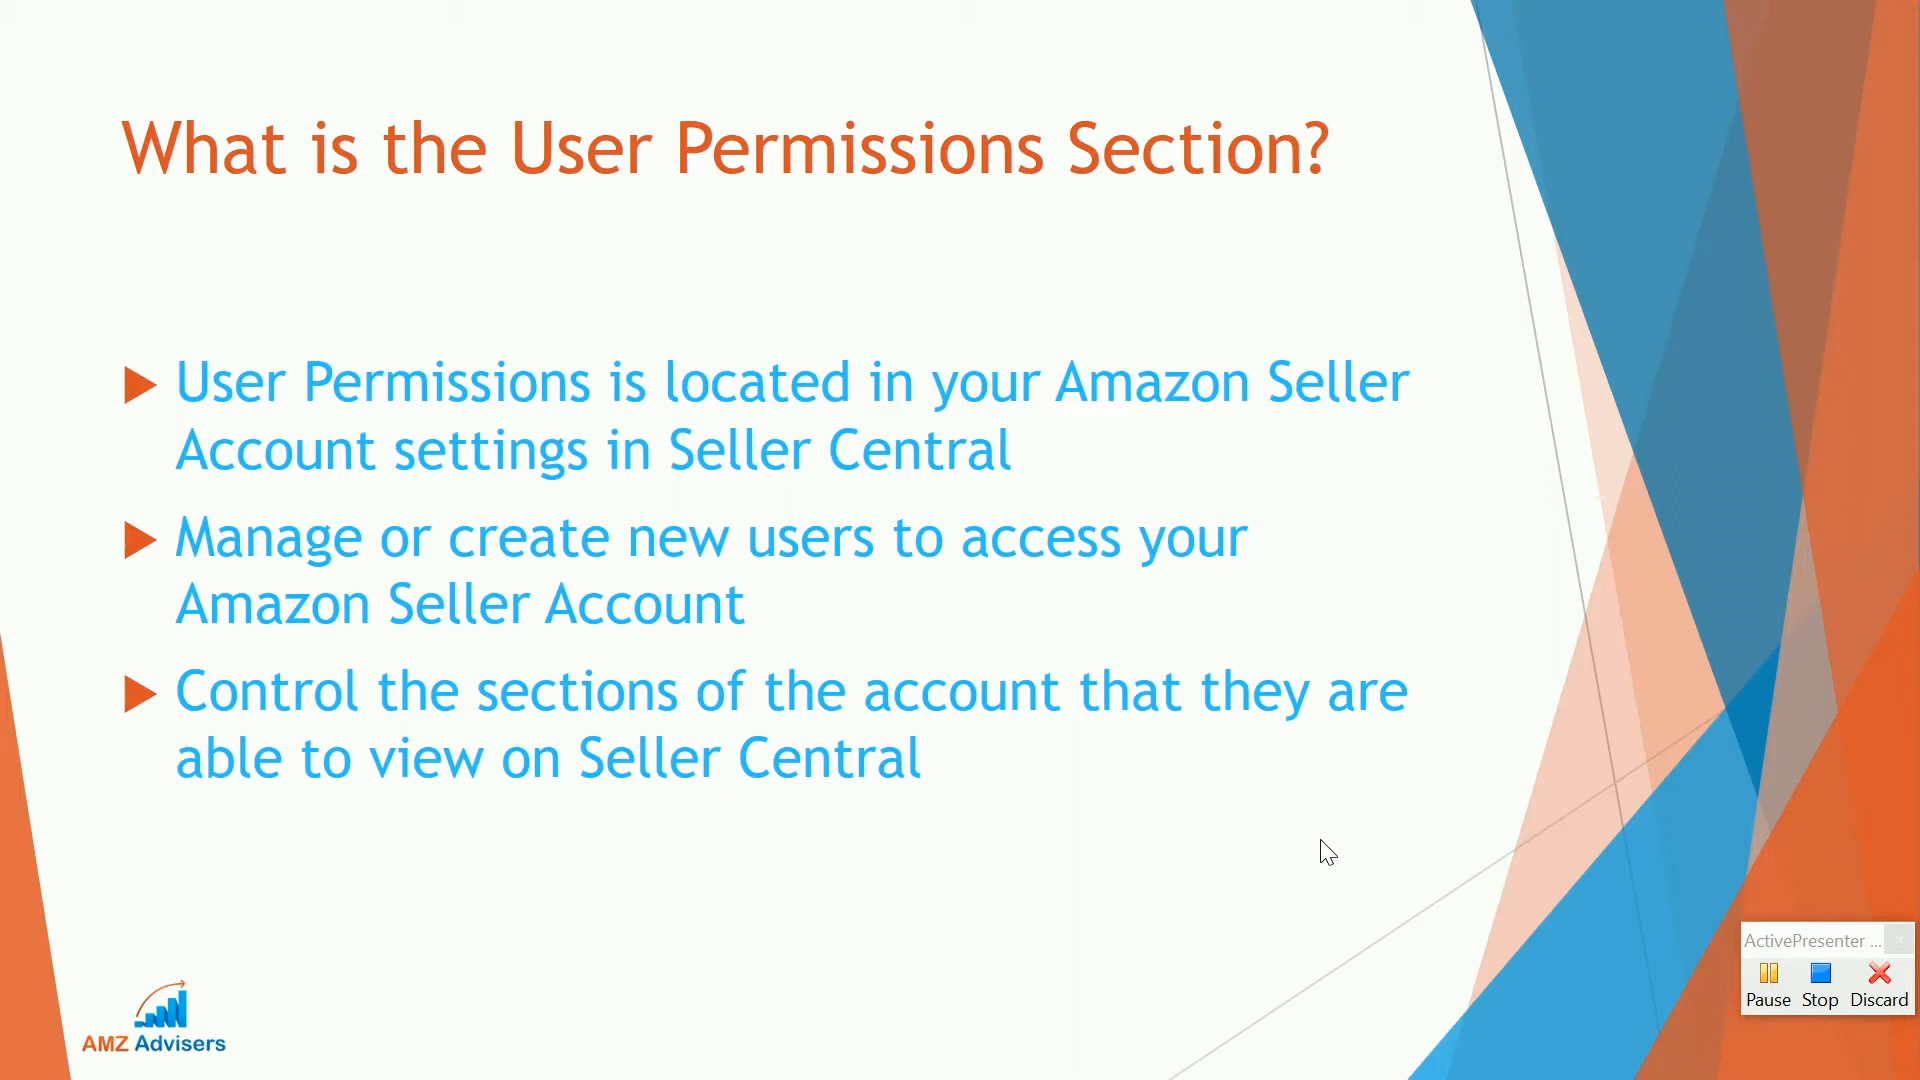 What is the User Permissions Section?
User Permissions is located in your Amazon Seller
Account settings in Seller Central
Manage or create new users to access your
Amazon Seller Account
Control the sections of the account that they are
able to view on Seller Central
AMZ Advisers
ActivePresenter ...
Pause Stop Discard